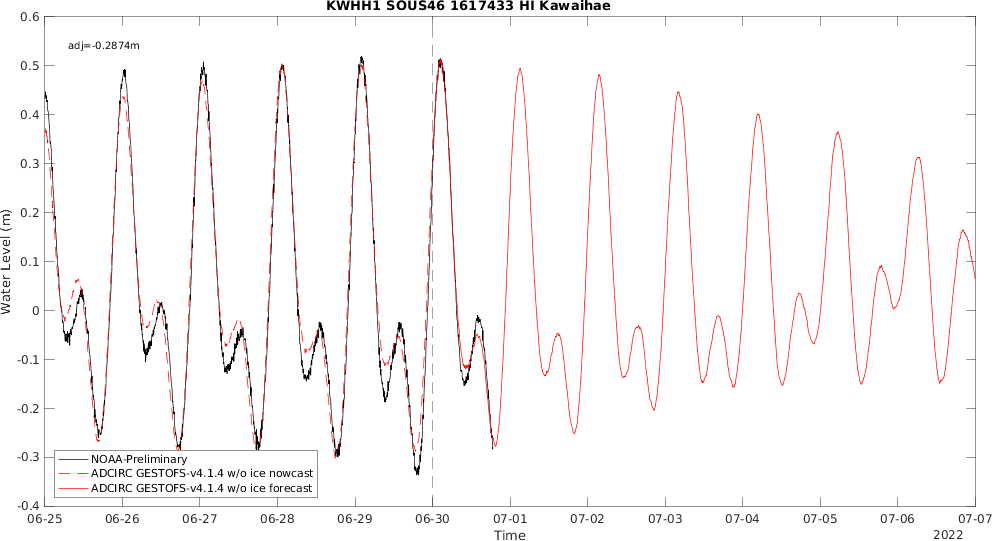 KWHH1 SOUS46 1617433 HI Kawaihae
adj=-0.2874m
0.6
0.5
0.4
0.3
0.2
0.1
0
-0.1
-0.2
-0.3
-0.4
Water Level (m)
NOAA-Preliminary
ADCIRC GESTOFS-v4.1.4 w/o ice nowcast
ADCIRC GESTOFS-v4.1.4 w/o ice forecast
06-25 06-26 06-27 06-28 06-29 06-30 07-01 07-02 07-03 07-04 07-05 07-06 07-07
Time
2022